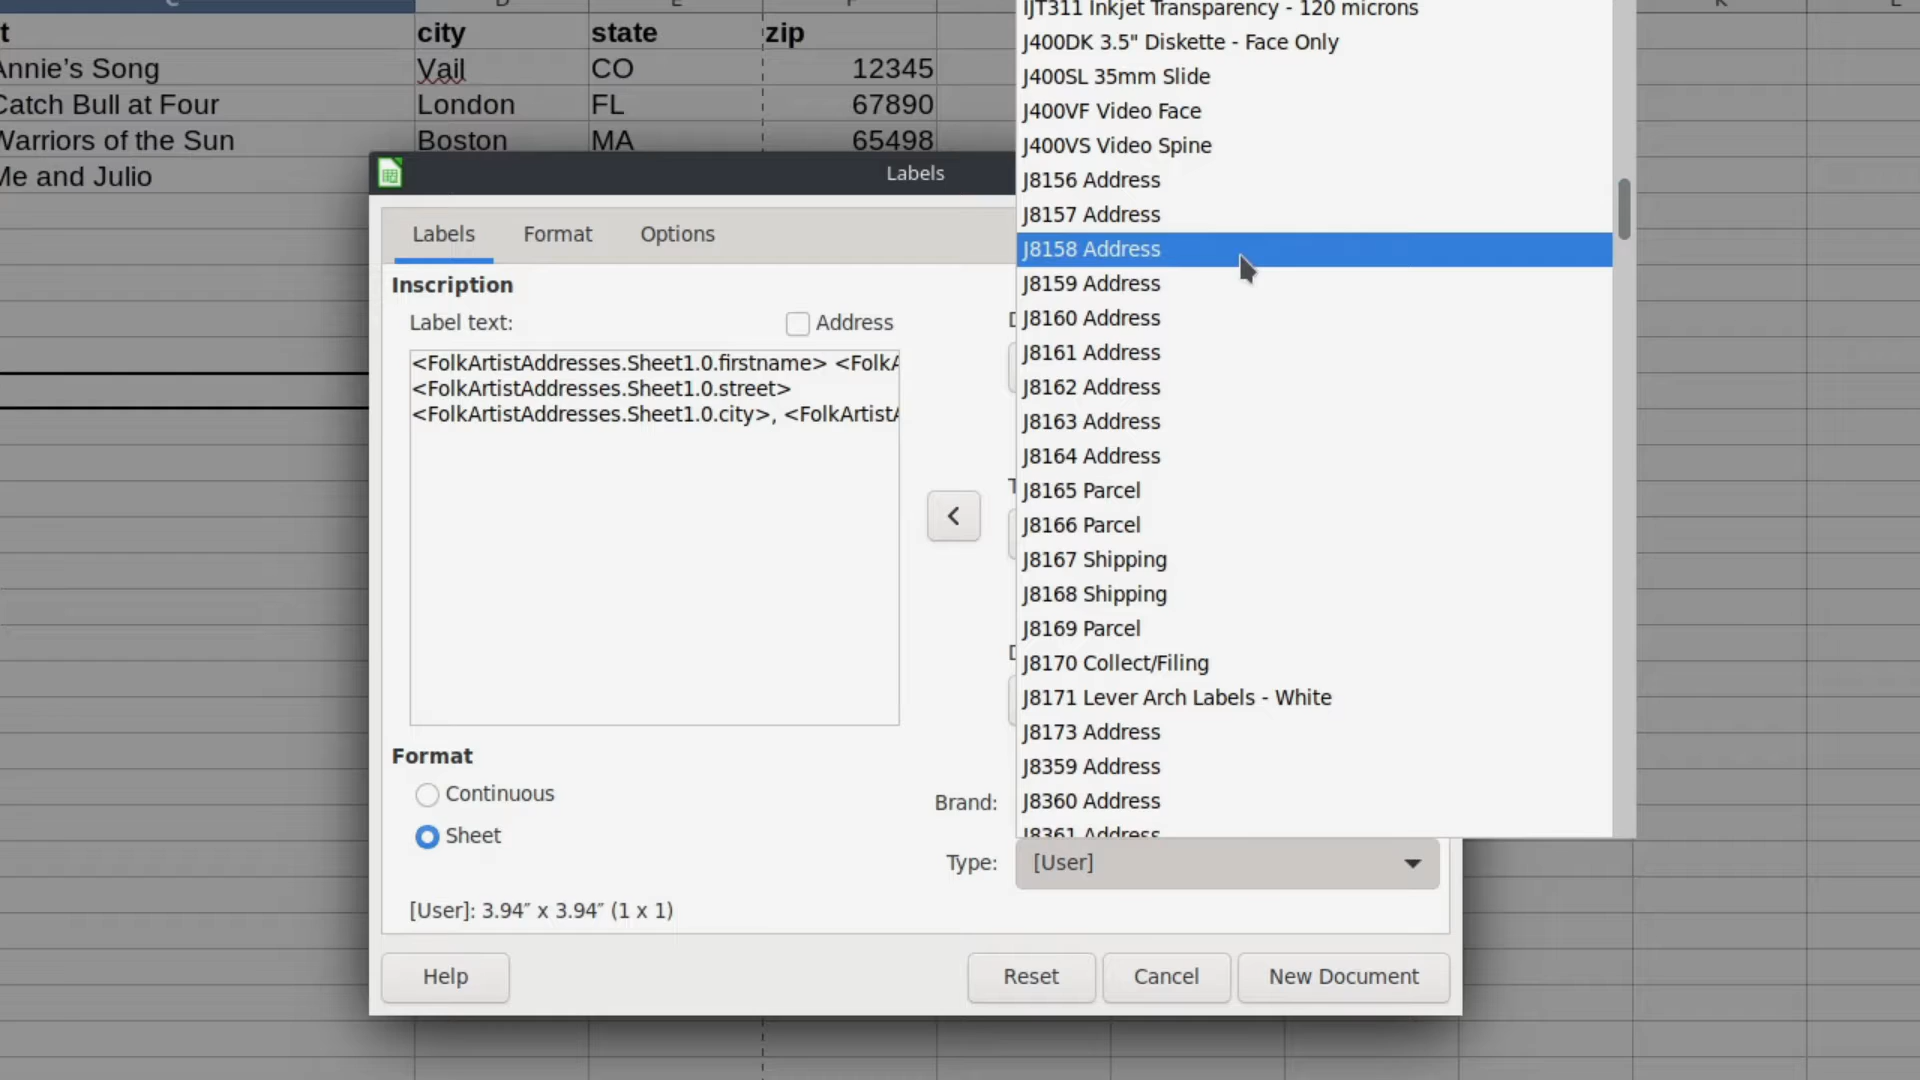 city state zip
Annie's Song Vail CO 12345
Catch Bull at Four London FL 67890
Warriors of the Sun Boston MA 65498
Me and Julio
Labels
Labels Format Options
Inscription
Label text: Address
<FolkArtistAddresses.Sheet1.0.firstname> <FolkA
<FolkArtistAddresses.Sheet1.0.street>
<FolkArtistAddresses.Sheet1.0.city>, <FolkArtistA
Format
Continuous
Sheet
[User]: 3.94″ x 3.94″ (1 x 1)
Brand:
Type: [User]
IJT311 Inkjet Transparency - 120 microns
J400DK 3.5" Diskette - Face Only
J400SL 35mm Slide
J400VF Video Face
J400VS Video Spine
J8156 Address
J8157 Address
J8158 Address
J8159 Address
J8160 Address
J8161 Address
J8162 Address
J8163 Address
J8164 Address
J8165 Parcel
J8166 Parcel
J8167 Shipping
J8168 Shipping
J8169 Parcel
J8170 Collect/Filing
J8171 Lever Arch Labels - White
J8173 Address
J8359 Address
J8360 Address
J8361 Address
Help Reset Cancel New Document